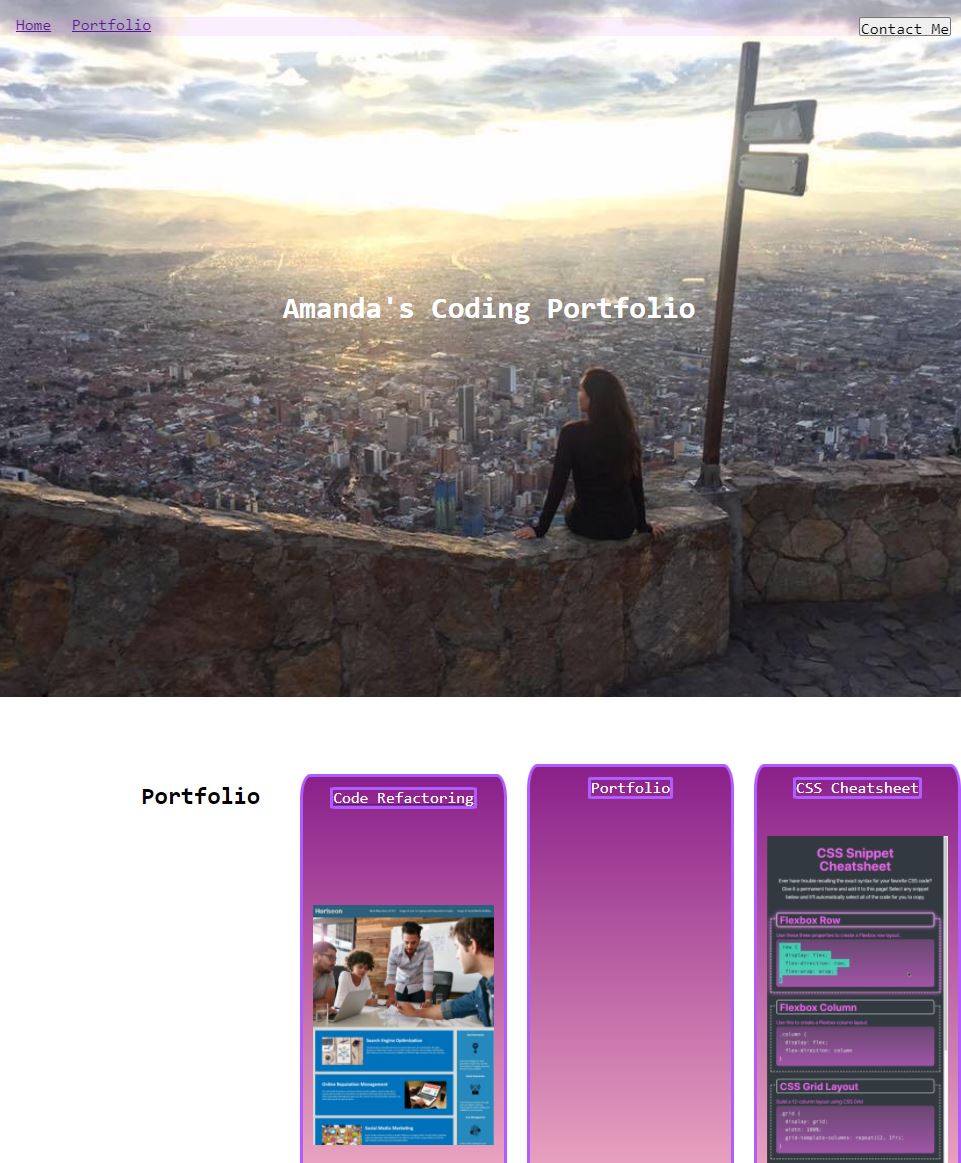 Home Portfolio Contact Me
Amanda's Coding Portfolio
Portfolio
Code Refactoring
Portfolio
CSS Cheatsheet
Horiseon
Search Engine Optimization
Online Reputation Management
Social Media Marketing
CSS Snippet
Cheatsheet
Ever have trouble recalling the exact syntax for your favorite CSS code?
Give it a permanent home and add it to this page! Select any snippet
below and it'll automatically select all of the code for you to copy.
Flexbox Row
Use these three properties to create a Flexbox row layout.
.row {
display: flex;
flex-direction: row;
flex-wrap: wrap;
}
Flexbox Column
Use this to create a Flexbox column layout.
.column {
display: flex;
flex-direction: column
}
CSS Grid Layout
Build a 12-column layout using CSS Grid
.grid {
display: grid;
width: 100%;
grid-template-columns: repeat(12, 1fr);
}